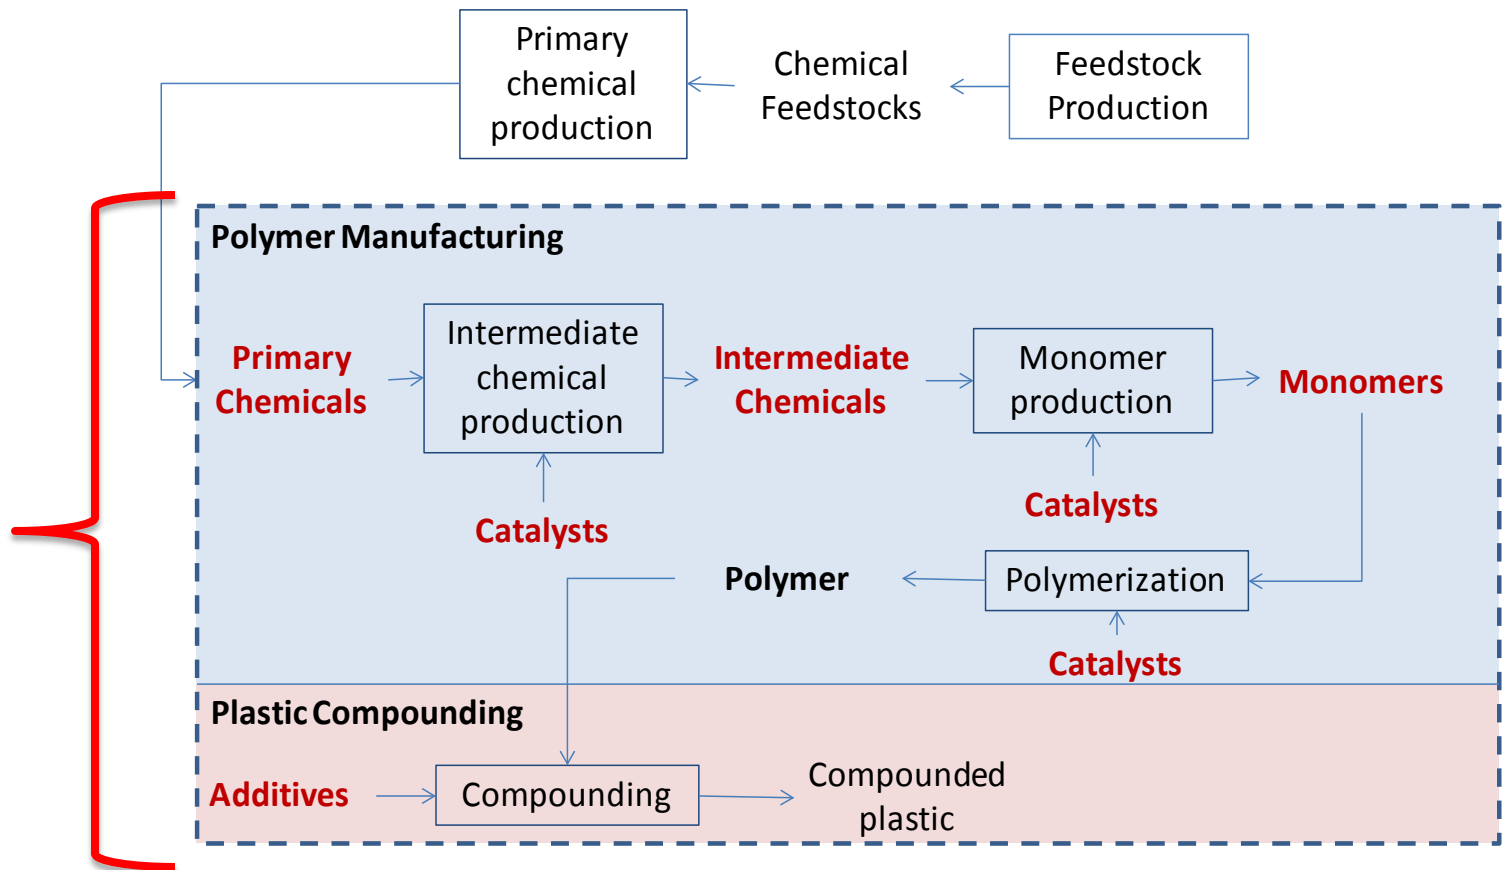 Primary
chemical
production
Chemical
Feedstocks
Feedstock
Production
Polymer Manufacturing
Primary
Chemicals
Intermediate
chemical
production
Intermediate
Chemicals
Monomer
production
Monomers
Catalysts
Catalysts
Polymer
Polymerization
Catalysts
Plastic Compounding
Additives
Compounding
Compounded
plastic